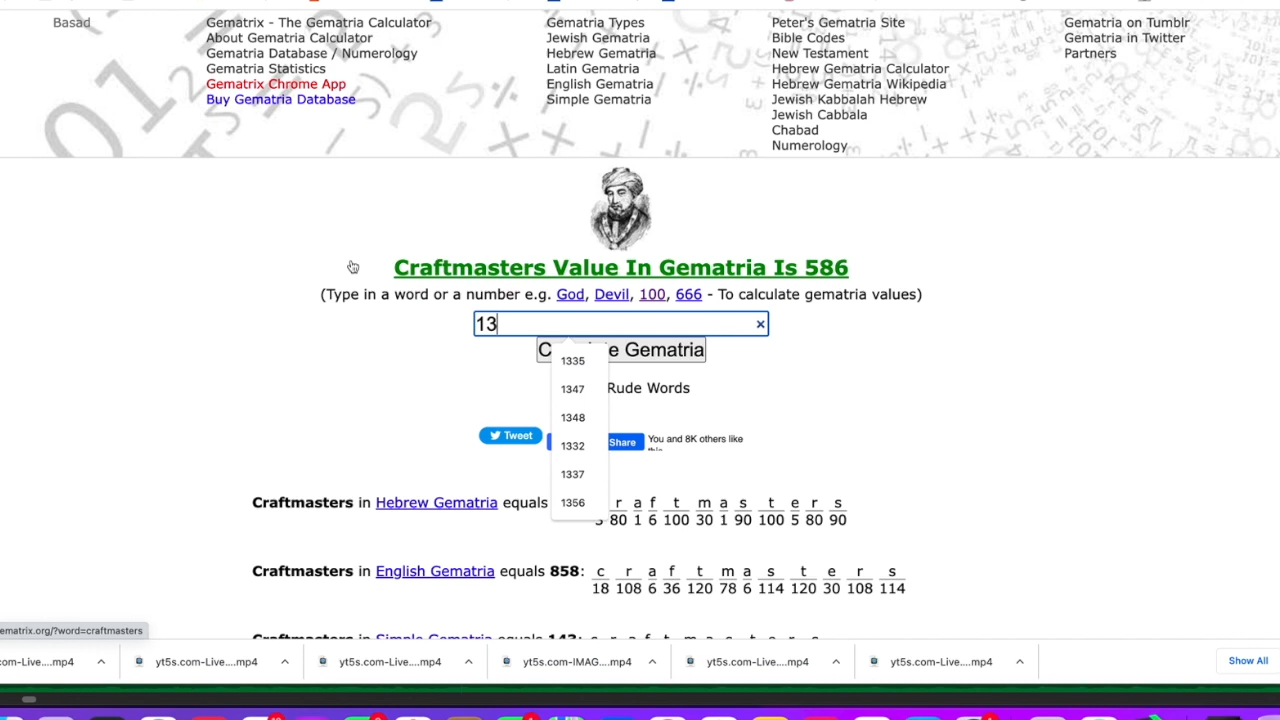 Basad
Gematrix - The Gematria Calculator
About Gematria Calculator
Gematria Database / Numerology
Gematria Statistics
Gematrix Chrome App
Buy Gematria Database
Gematria Types
Jewish Gematria
Hebrew Gematria
Latin Gematria
English Gematria
Simple Gematria
Peter's Gematria Site
Bible Codes
New Testament
Hebrew Gematria Calculator
Hebrew Gematria Wikipedia
Jewish Kabbalah Hebrew
Jewish Cabbala
Chabad
Numerology
Gematria on Tumblr
Gematria in Twitter
Partners
Craftmasters Value In Gematria Is 586
(Type in a word or a number e.g. God, Devil, 100, 666 - To calculate gematria values)
13
Gematria
1335
1347
1348
1332
1337
1356
Rude Words
Tweet
Share
You and 8K others like
Craftmasters in Hebrew Gematria equals
r a f t m a s t e r s
80 1 6 100 30 1 90 100 5 80 90
Craftmasters in English Gematria equals 858:
c r a f t m a s t e r s
18 108 6 36 120 78 6 114 120 30 108 114
Craftmasters in Simple Gematria equals 143: c r a f t m a s t e r s
ematrix.org/?word=craftmasters
com-Live....mp4
yt5s.com-Live....mp4
yt5s.com-Live....mp4
yt5s.com-IMAG....mp4
yt5s.com-Live....mp4
yt5s.com-Live....mp4
Show All